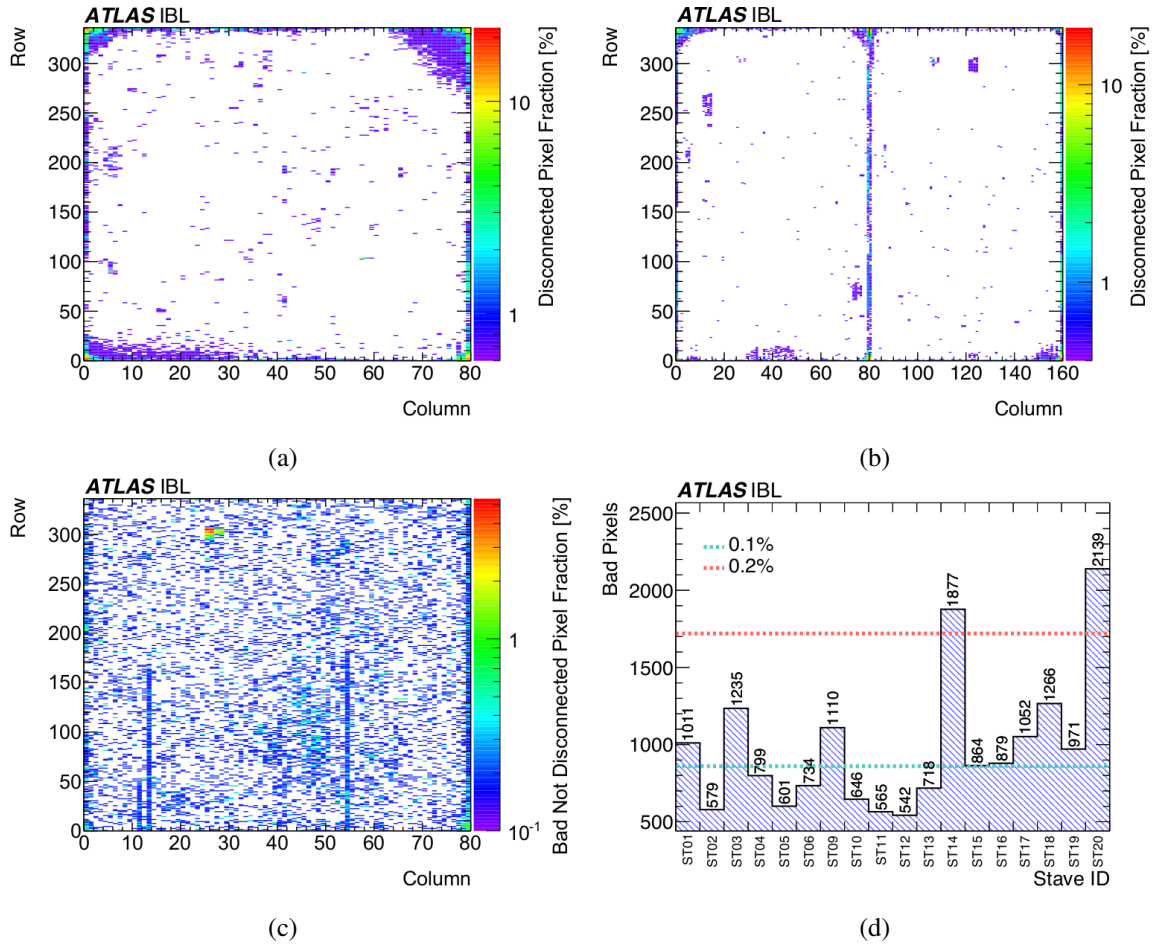 ATLAS IBL
Row
300
250
200
150
100
50
0
0 10 20 30 40 50 60 70 80
Column
10
1
Disconnected Pixel Fraction [%]
(a)
ATLAS IBL
Row
300
250
200
150
100
50
0
0 20 40 60 80 100 120 140 160
Column
10
1
Disconnected Pixel Fraction [%]
(b)
ATLAS IBL
Row
300
250
200
150
100
50
0
0 10 20 30 40 50 60 70 80
Column
1
10-1
Bad Not Disconnected Pixel Fraction [%]
(c)
ATLAS IBL
Bad Pixels
2500
2000
1500
1000
500
0.1%
0.2%
1011 579 1235 799 601 734 1110 646 565 542 718 1877 864 879 1052 1266 971 2139
ST01 ST02 ST03 ST04 ST05 ST06 ST09 ST10 ST11 ST12 ST13 ST14 ST15 ST16 ST17 ST18 ST19 ST20
Stave ID
(d)